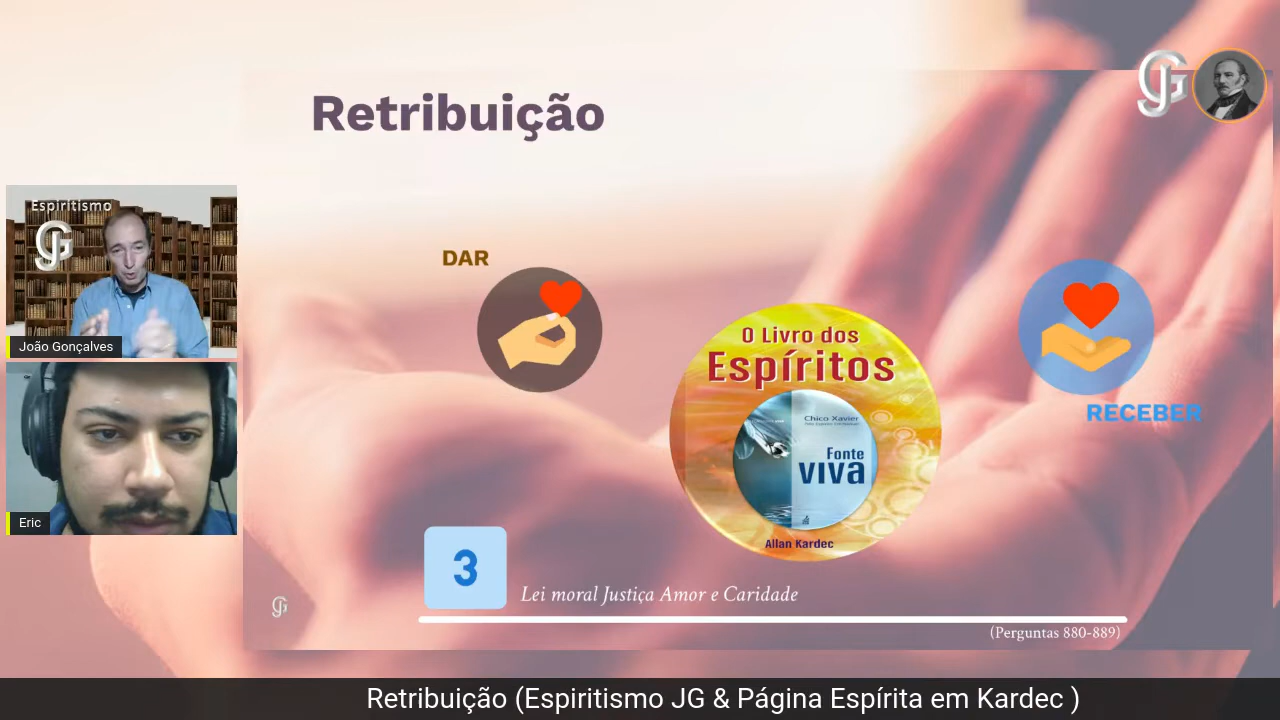 Retribuição
Espiritismo
JG
João Gonçalves
Eric
DAR
O Livro dos
Espíritos
Chico Xavier
Fonte
viva
Allan Kardec
RECEBER
3
Lei moral Justiça Amor e Caridade
(Perguntas 880-889)
Retribuição (Espiritismo JG & Página Espírita em Kardec )